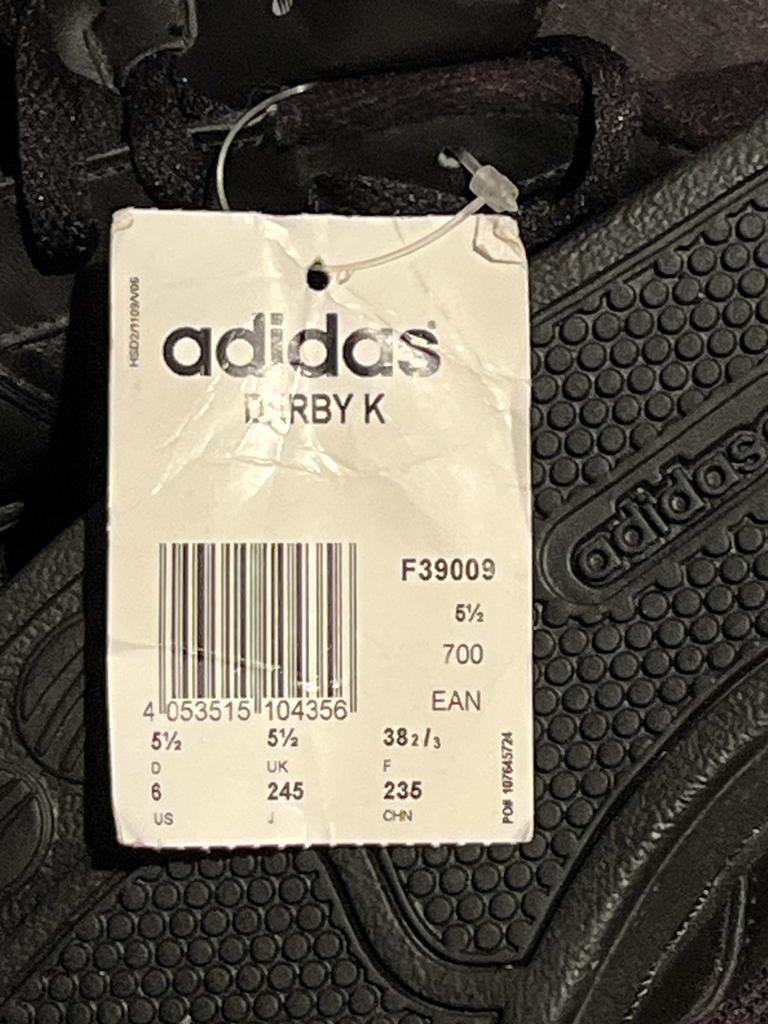 HSD2/1109/V06
adidas
DARBY K
F39009
5½
700
EAN
4 053515 104356
5½ 5½ 38 2/3
D UK F
6 245 235
US J CHN
PO# 107645724
adidas